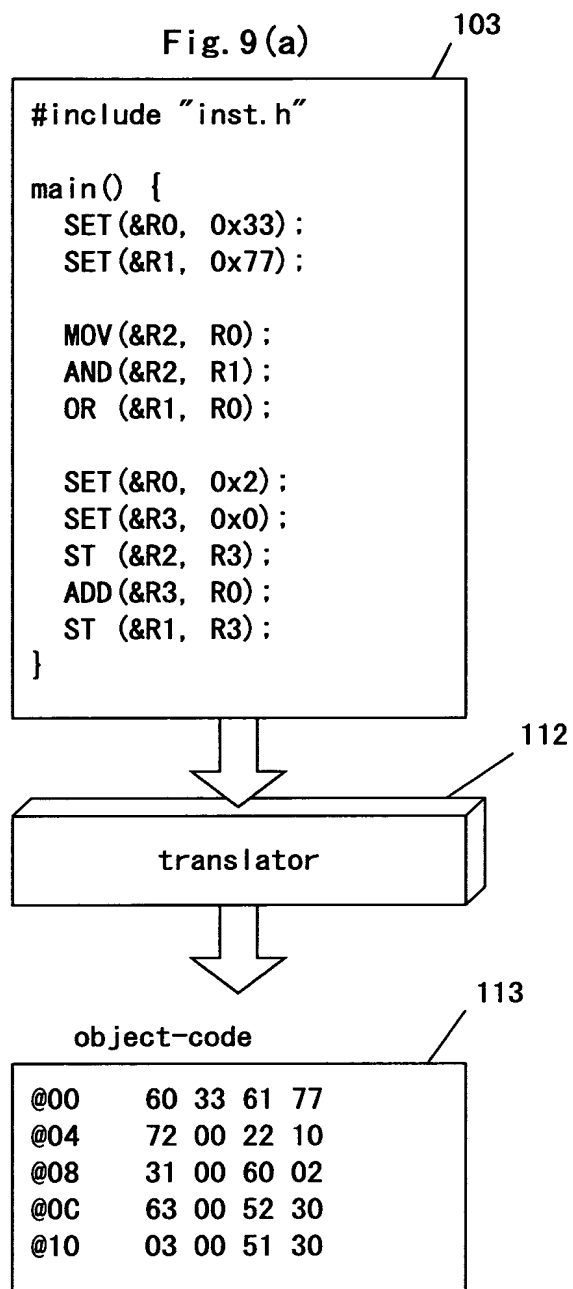 Fig. 9(a)
103
#include "inst.h"
main() {
SET(&R0, 0x33);
SET(&R1, 0x77);
MOV(&R2, R0);
AND(&R2, R1);
OR (&R1, R0);
SET(&R0, 0x2);
SET(&R3, 0x0);
ST (&R2, R3);
ADD(&R3, R0);
ST (&R1, R3);
}
112
translator
113
object-code
@00 60 33 61 77
@04 72 00 22 10
@08 31 00 60 02
@0C 63 00 52 30
@10 03 00 51 30